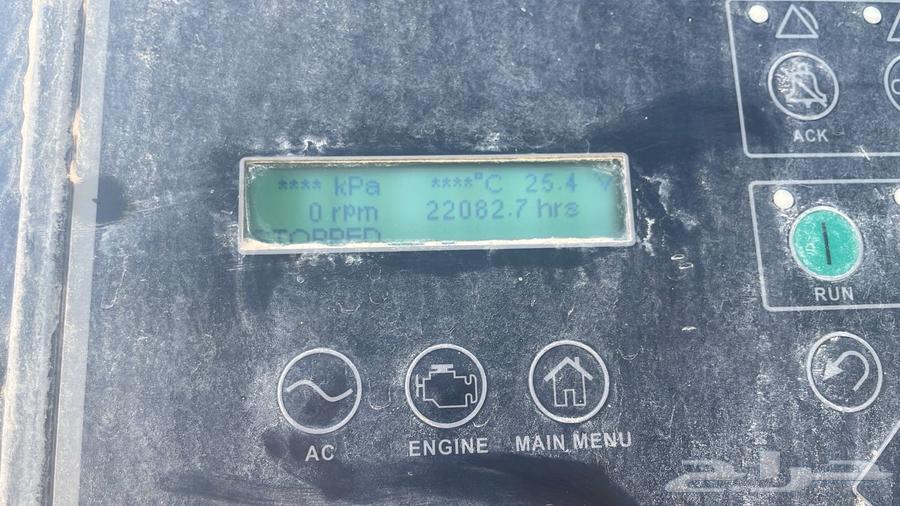 **** kPa ****°C 25.4 v
0 rpm 22082.7 hrs
STOPPED
ACK
RUN
AC
ENGINE
MAIN MENU
حراج